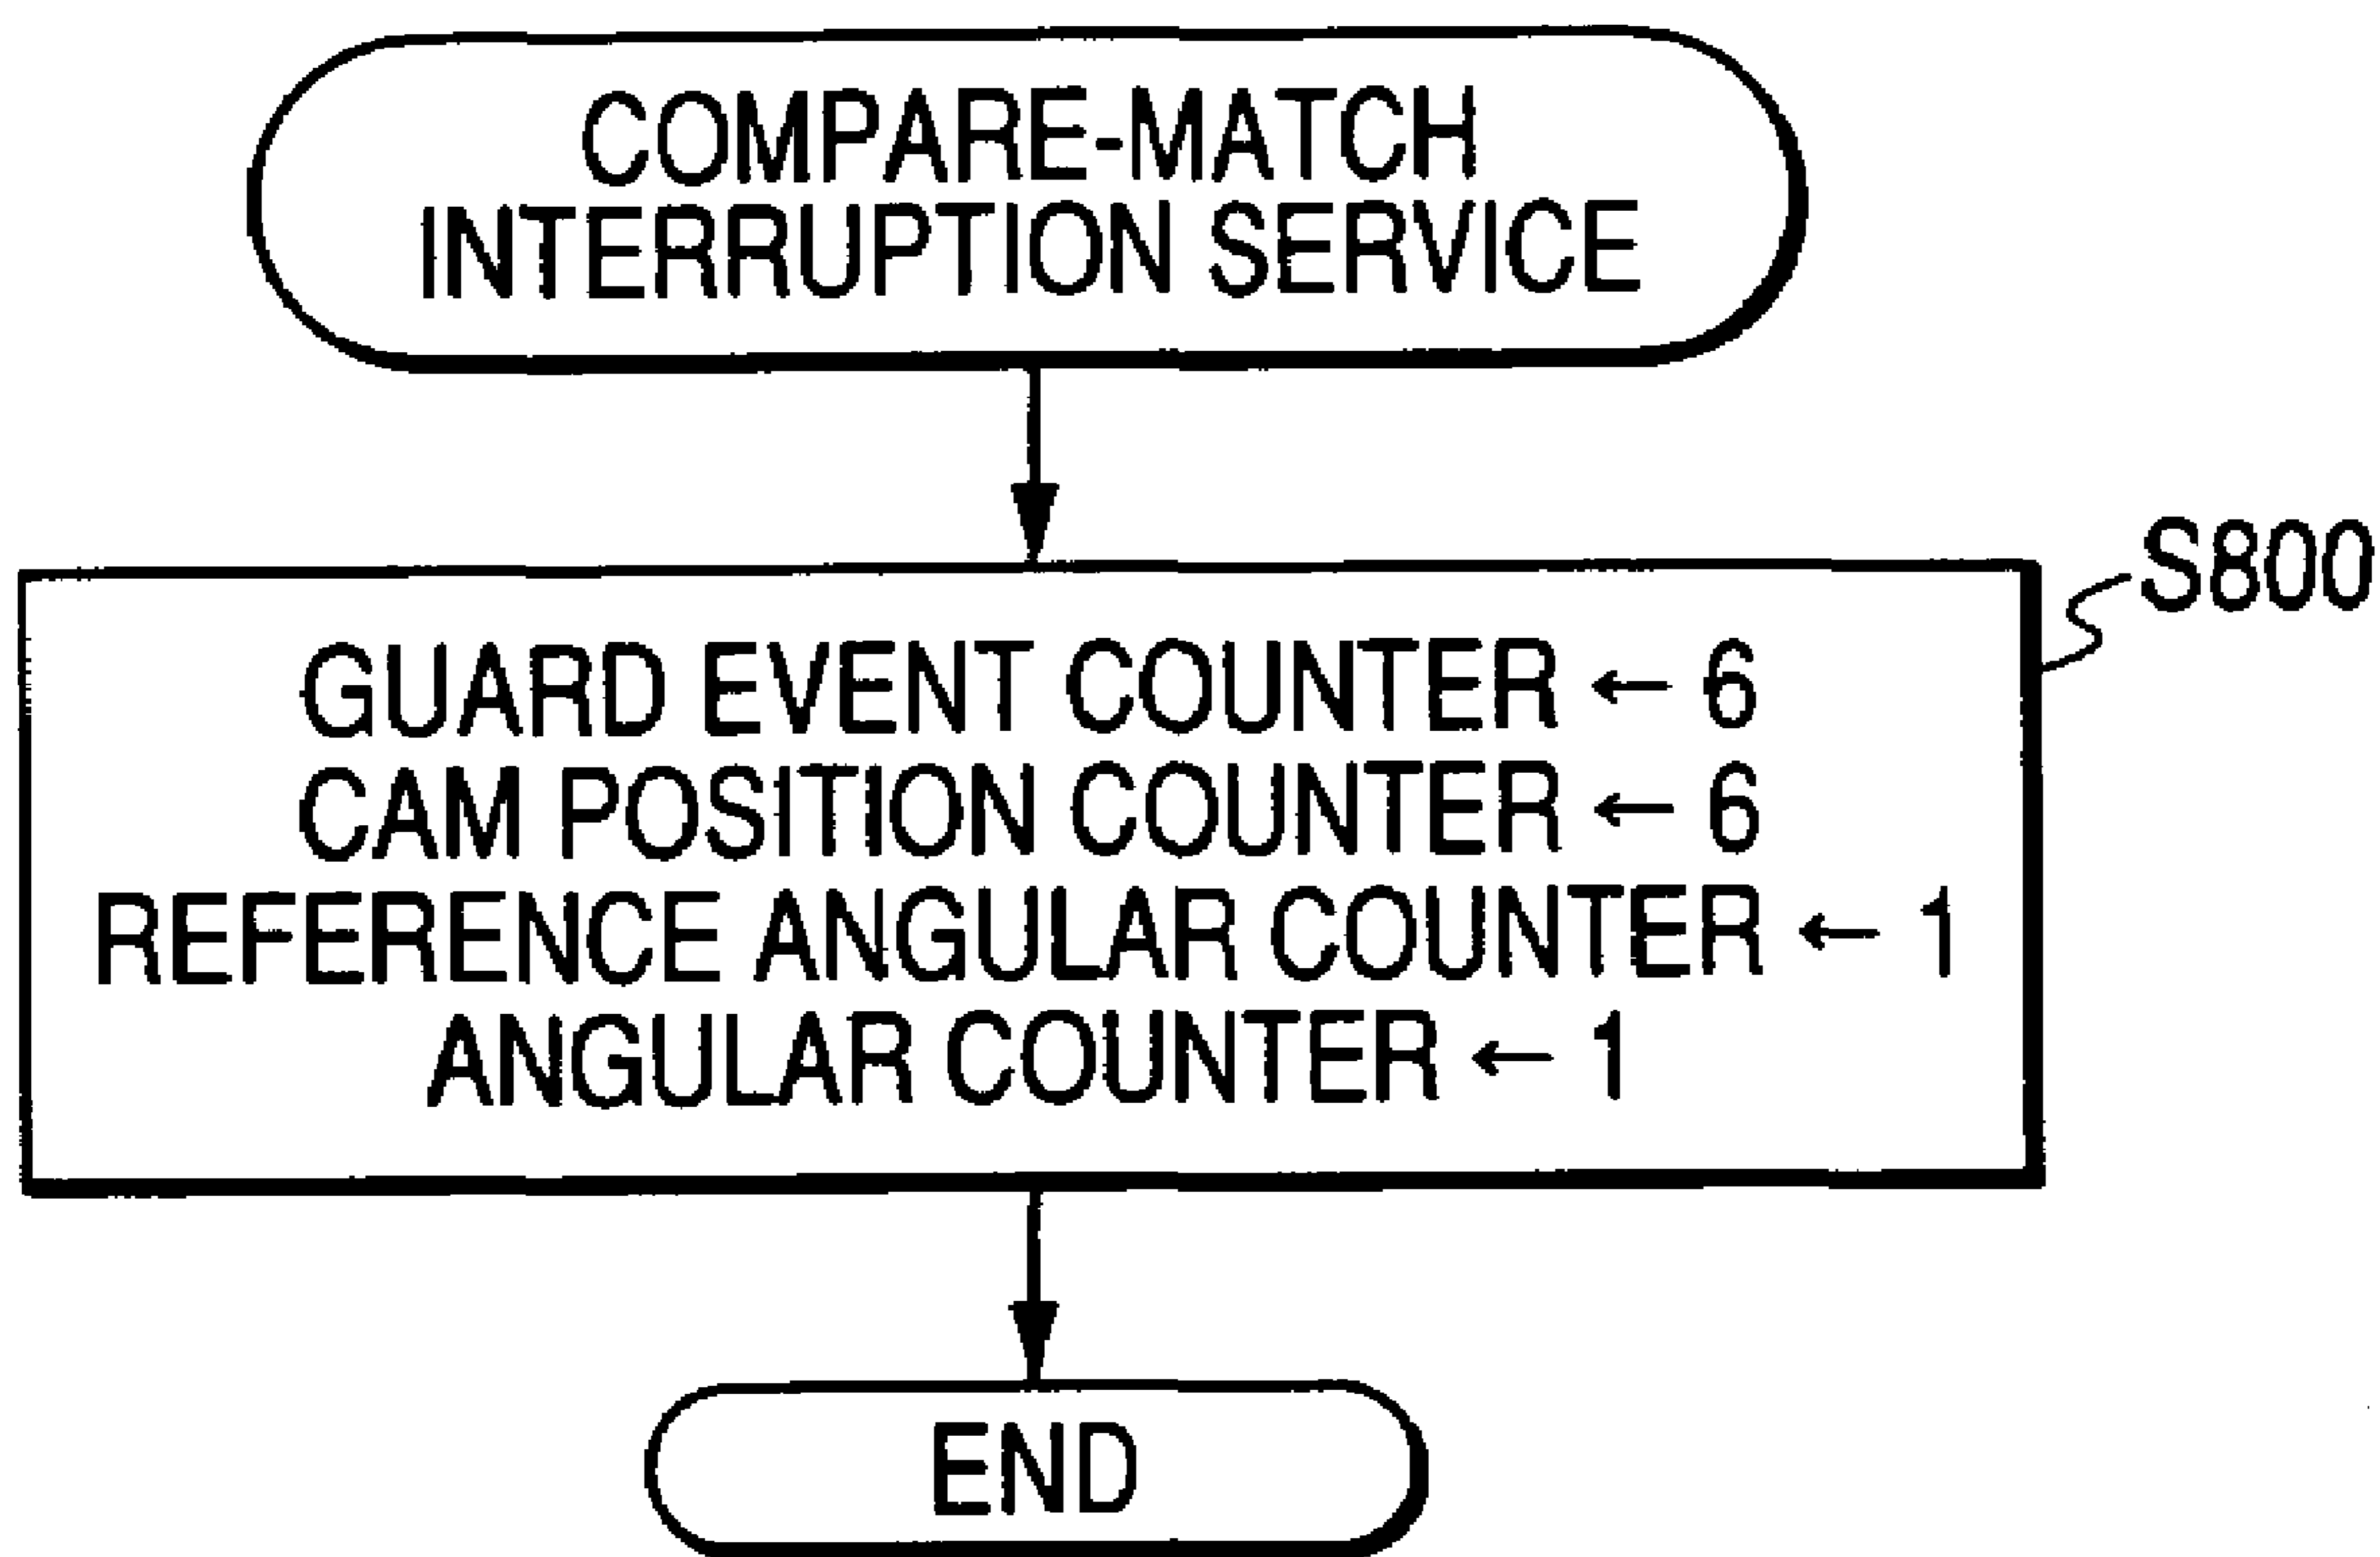 COMPARE-MATCH
INTERRUPTION SERVICE
S800
GUARD EVENT COUNTER ← 6
CAM POSITION COUNTER ← 6
REFERENCE ANGULAR COUNTER ← 1
ANGULAR COUNTER ← 1
END